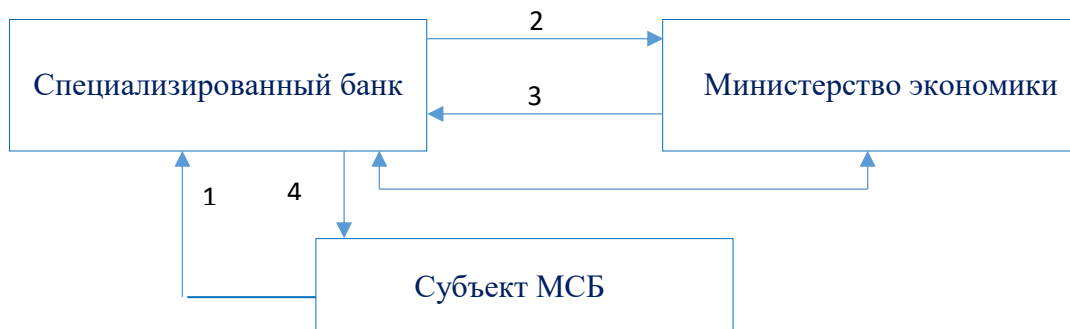 2
Специализированный банк
Министерство экономики
3
1
4
Субъект МСБ